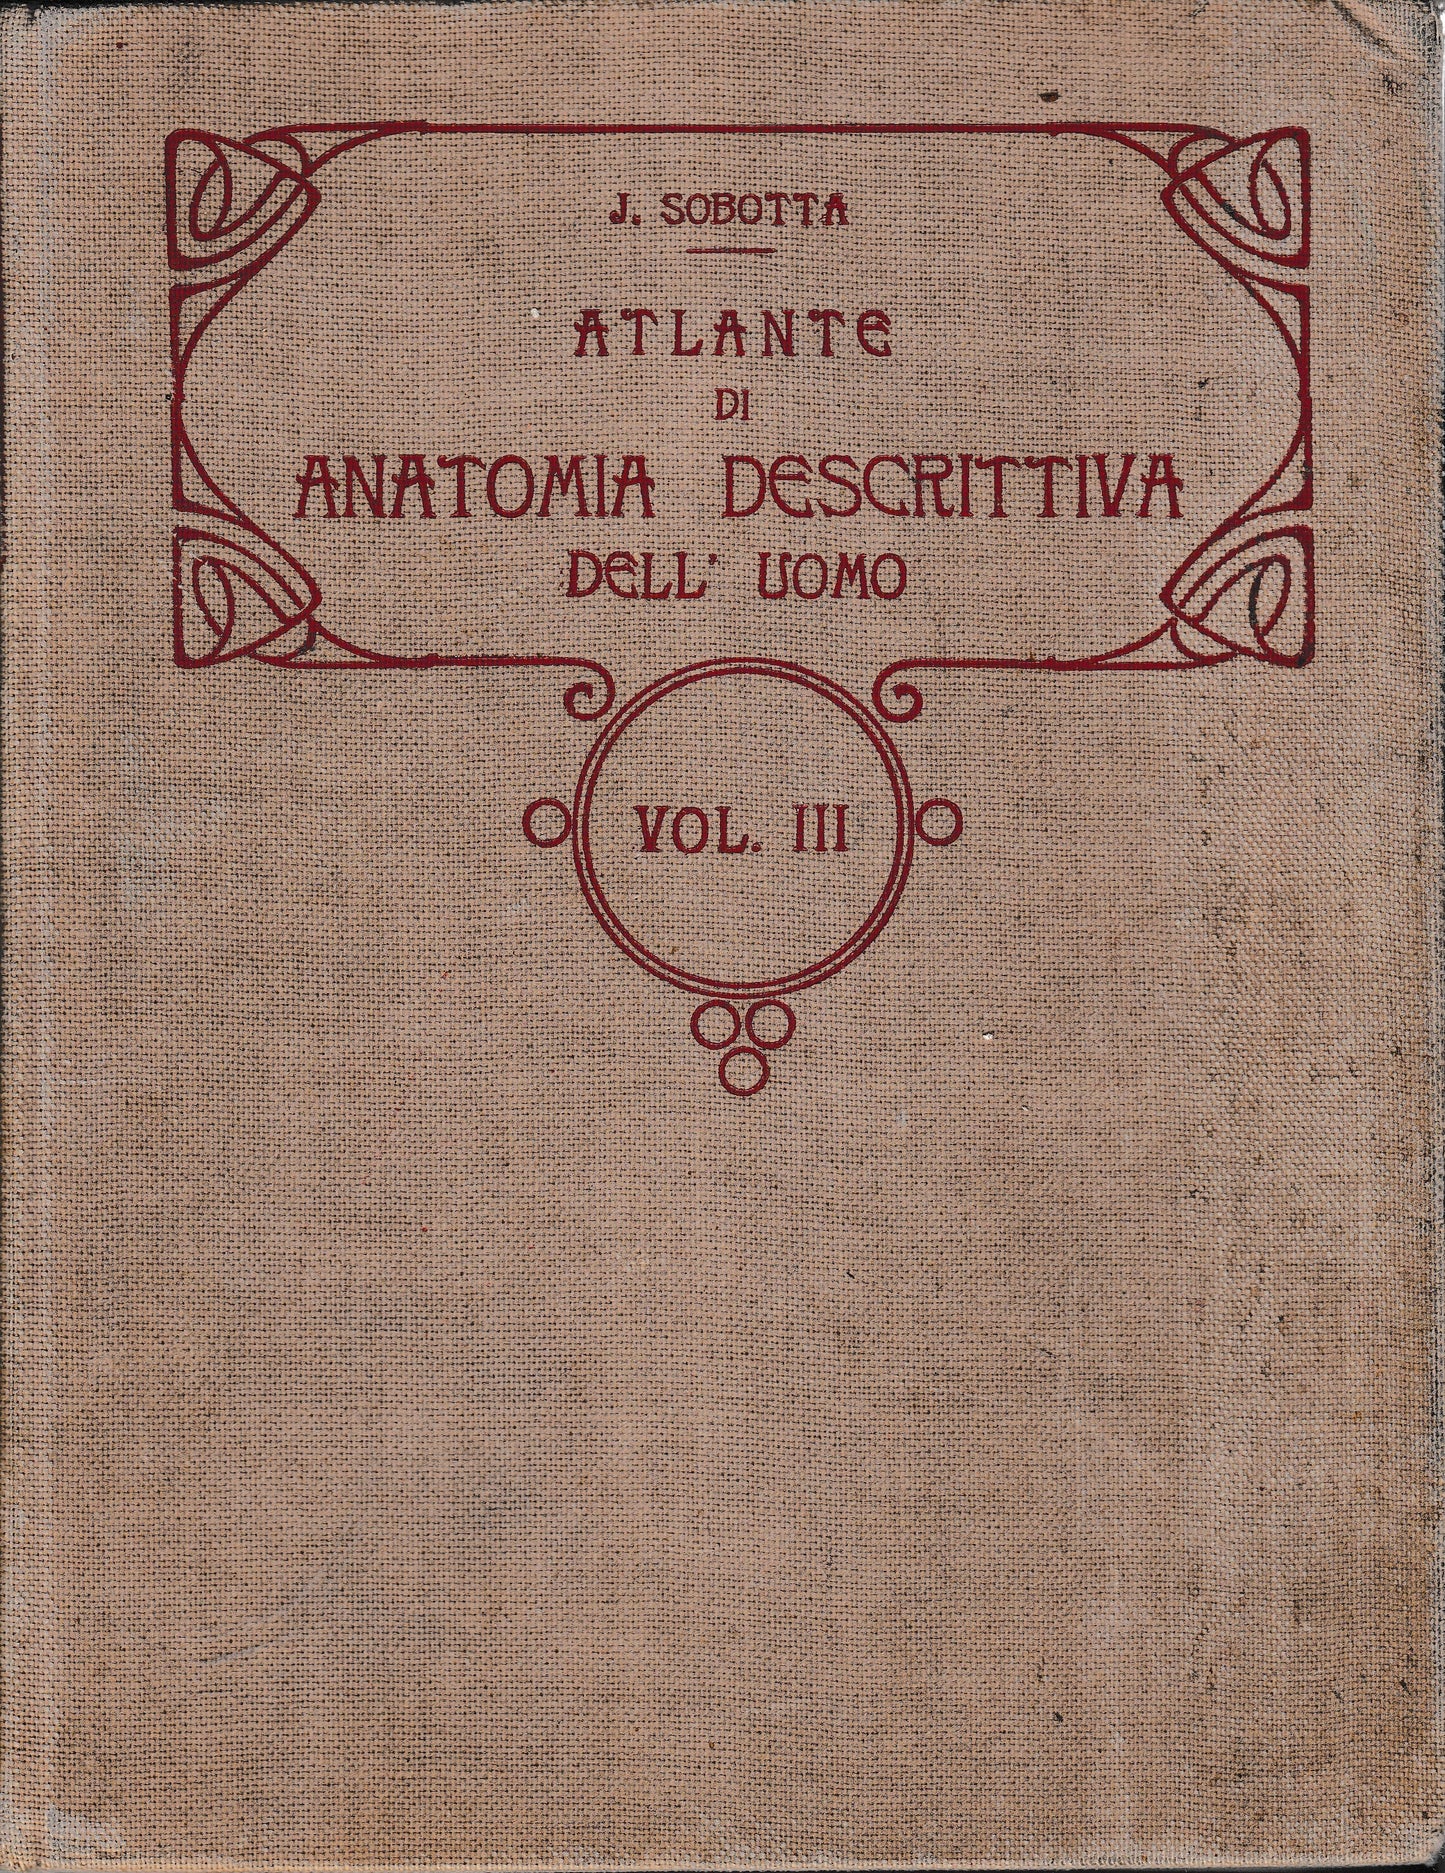 J. SOBOTTA
ATLANTE
DI
ANATOMIA DESCRITTIVA
DELL' UOMO
VOL. III